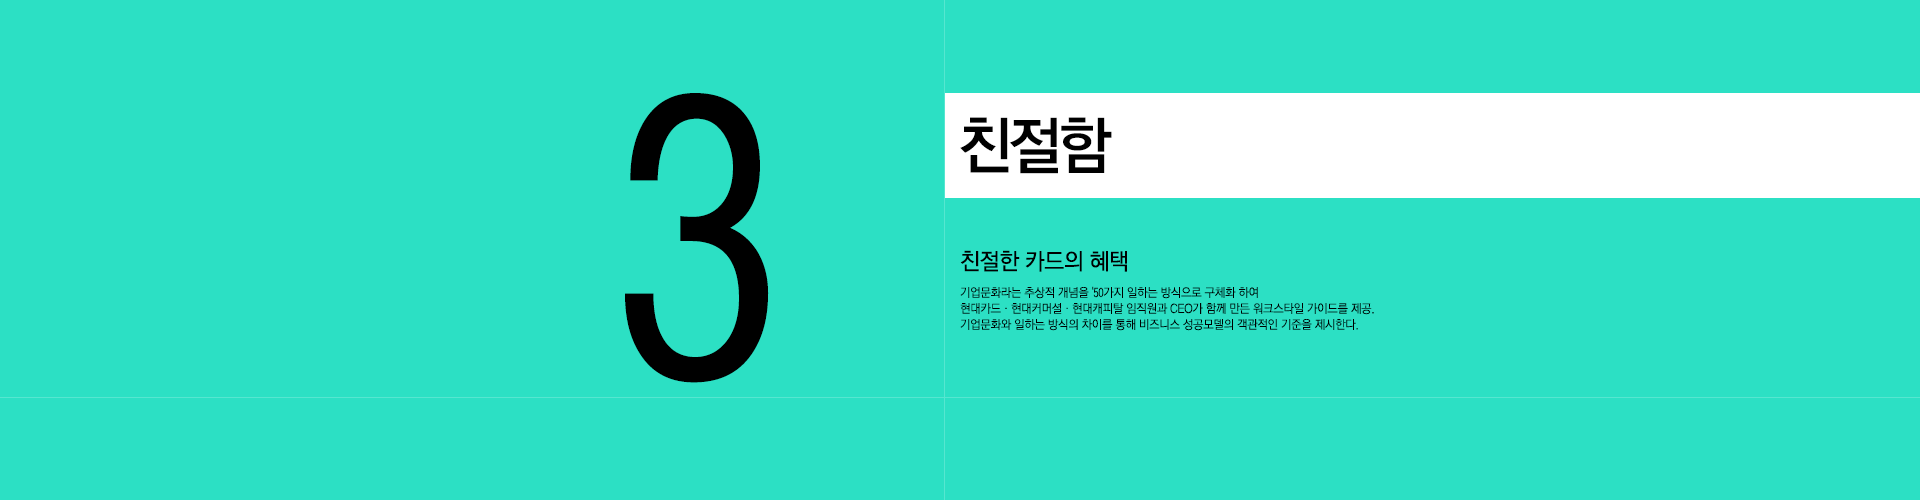 3
친절함
친절한 카드의 혜택
기업문화라는 추상적 개념을 '50가지 일하는 방식으로 구체화 하여
현대카드 · 현대커머셜 · 현대캐피탈 임직원과 CEO가 함께 만든 워크스타일 가이드를 제공.
기업문화와 일하는 방식의 차이를 통해 비즈니스 성공모델의 객관적인 기준을 제시한다.